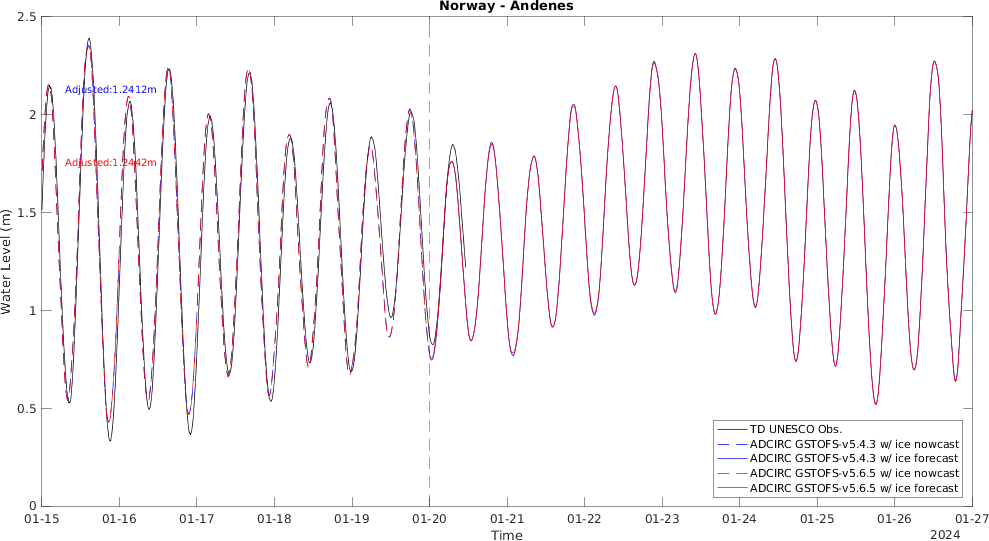 Norway - Andenes
2.5
2
1.5
1
0.5
0
Water Level (m)
Adjusted:1.2412m
Adjusted:1.2442m
TD UNESCO Obs.
ADCIRC GSTOFS-v5.4.3 w/ ice nowcast
ADCIRC GSTOFS-v5.4.3 w/ ice forecast
ADCIRC GSTOFS-v5.6.5 w/ ice nowcast
ADCIRC GSTOFS-v5.6.5 w/ ice forecast
01-15 01-16 01-17 01-18 01-19 01-20 01-21 01-22 01-23 01-24 01-25 01-26 01-27
Time
2024